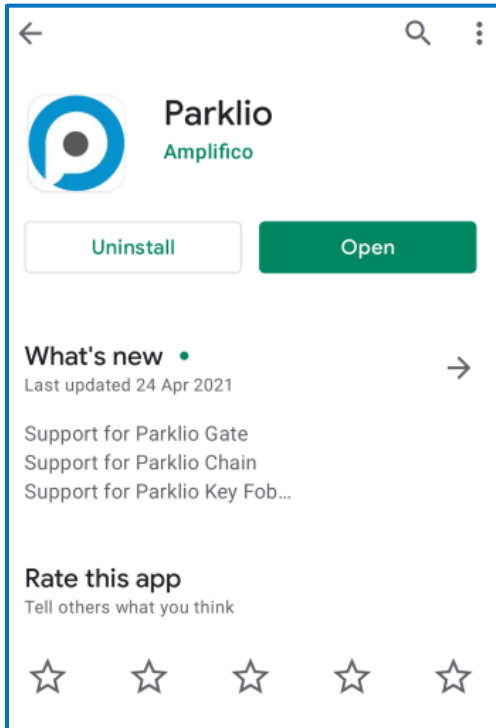 Parklio
Amplifico
Uninstall
Open
What's new
Last updated 24 Apr 2021
Support for Parklio Gate
Support for Parklio Chain
Support for Parklio Key Fob...
Rate this app
Tell others what you think